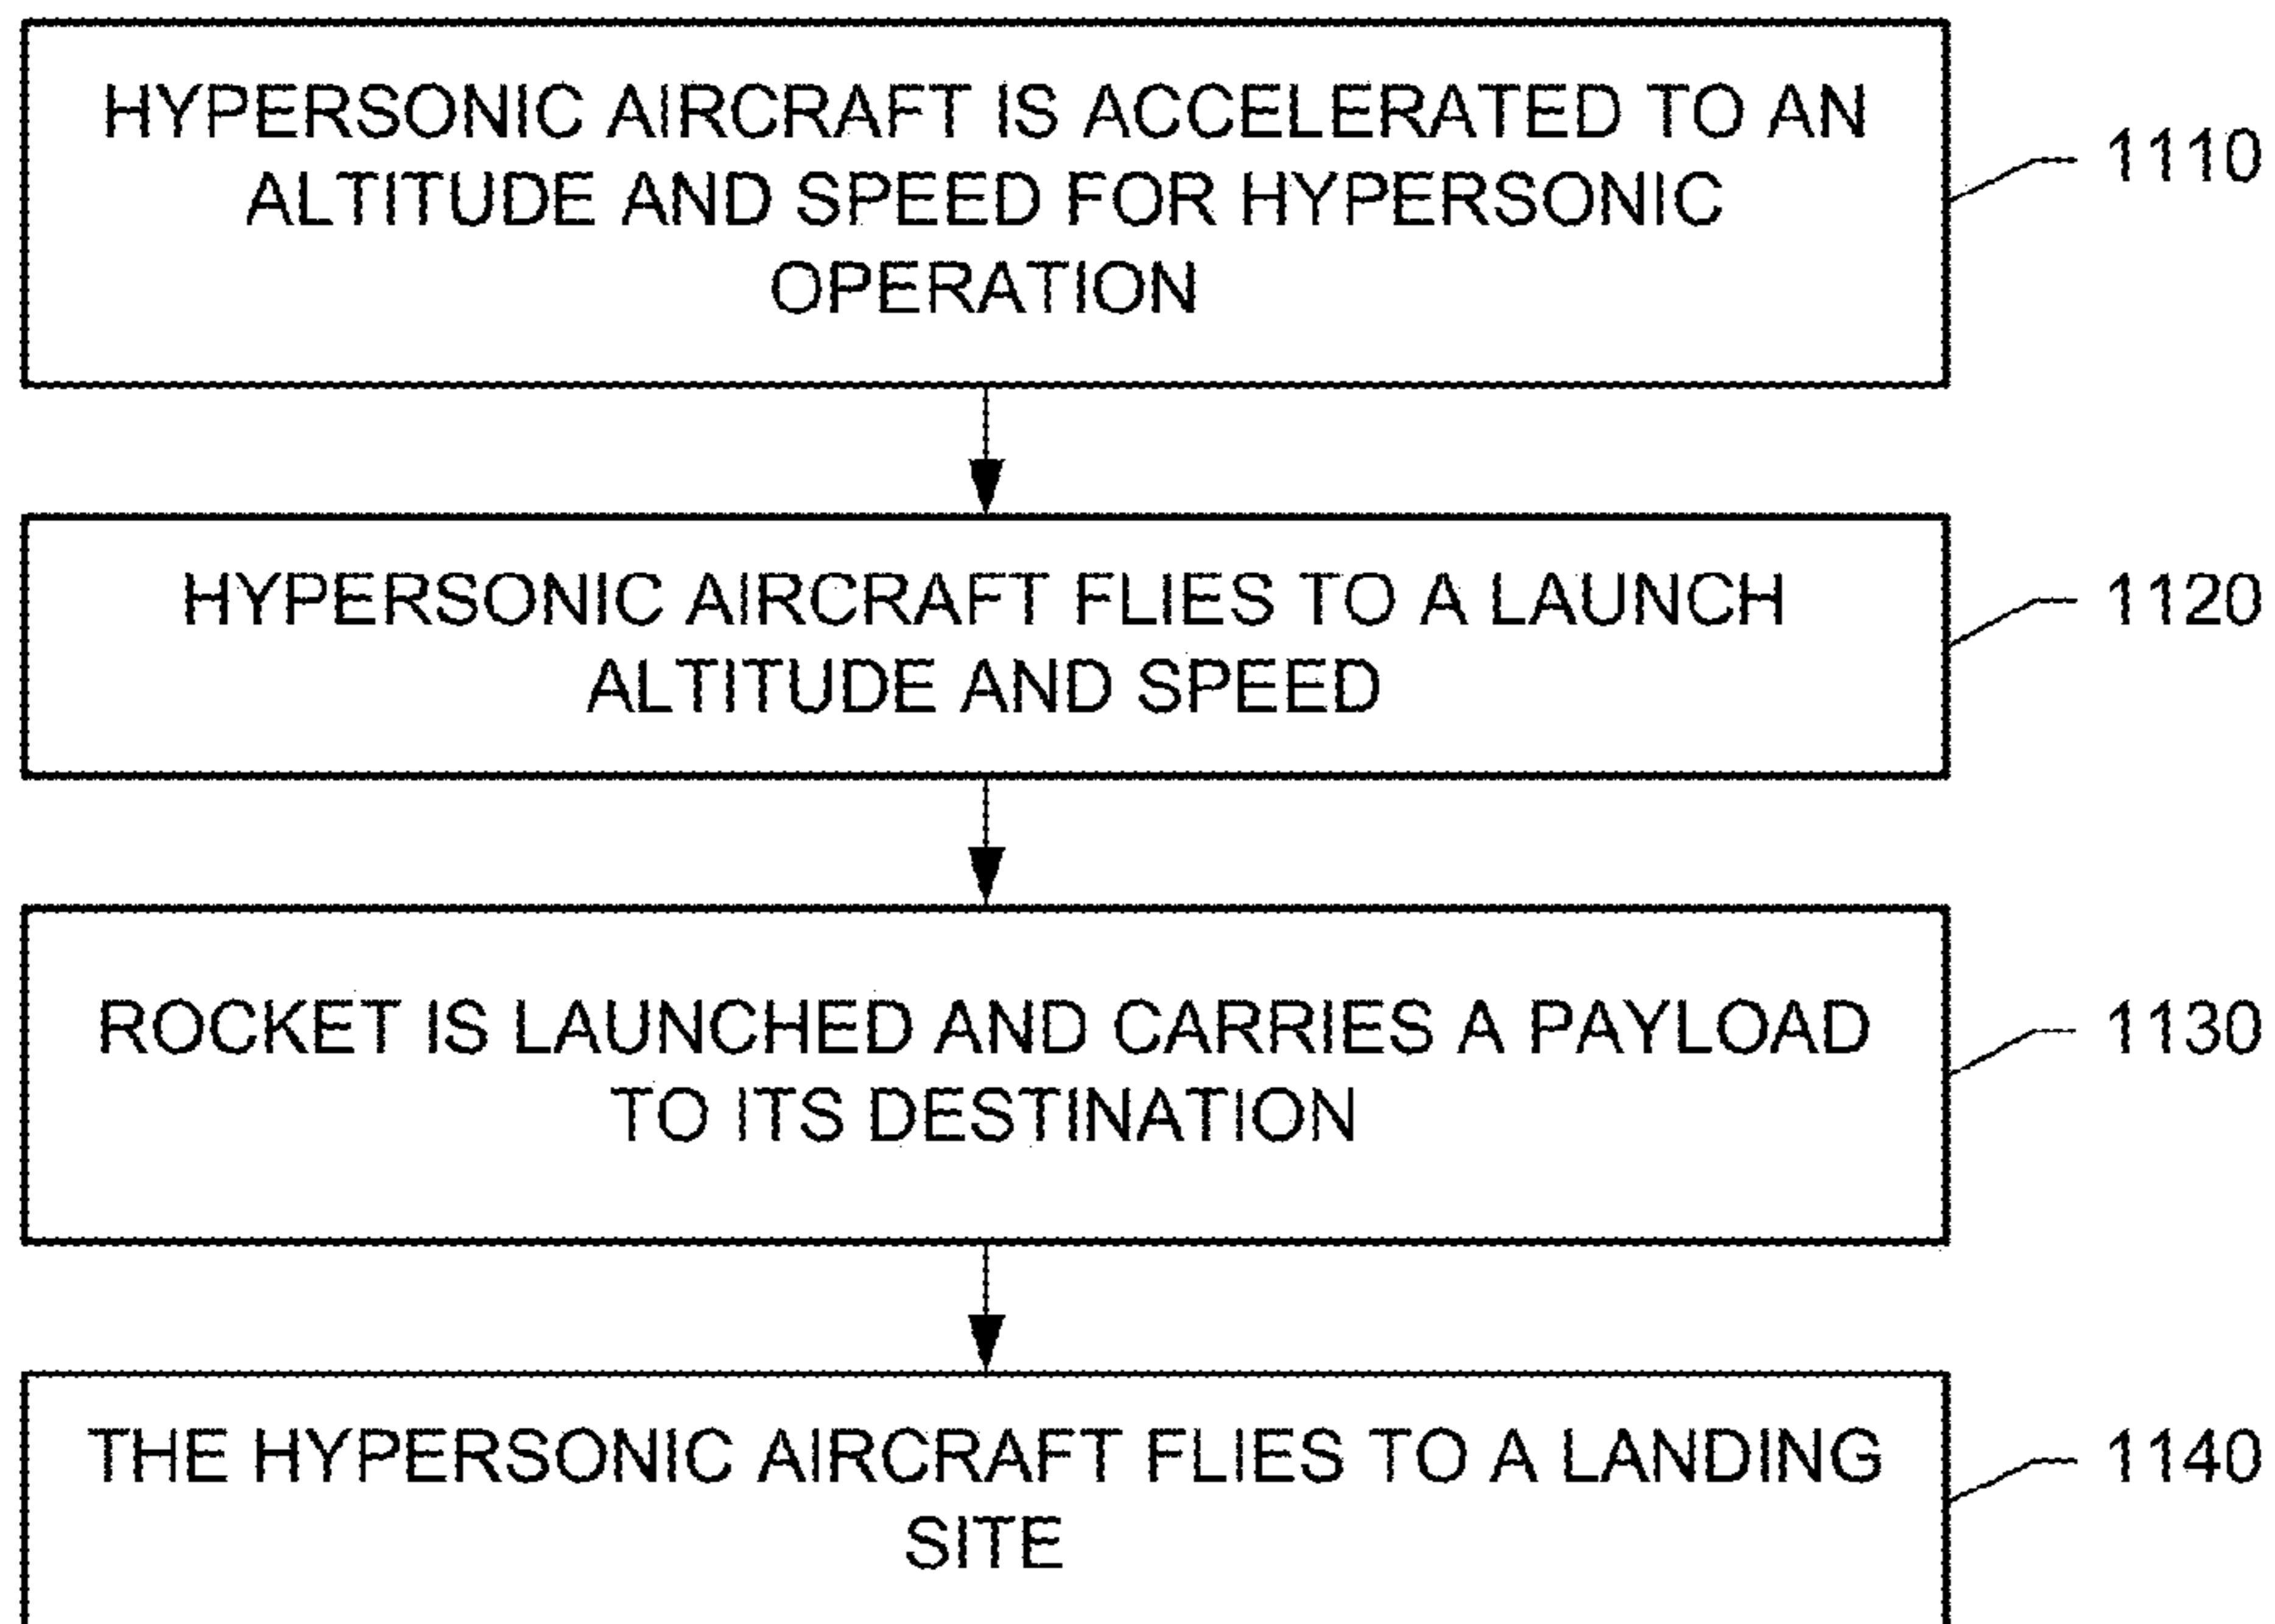 HYPERSONIC AIRCRAFT IS ACCELERATED TO AN
ALTITUDE AND SPEED FOR HYPERSONIC
OPERATION
1110
HYPERSONIC AIRCRAFT FLIES TO A LAUNCH
ALTITUDE AND SPEED
1120
ROCKET IS LAUNCHED AND CARRIES A PAYLOAD
TO ITS DESTINATION
1130
THE HYPERSONIC AIRCRAFT FLIES TO A LANDING
SITE
1140